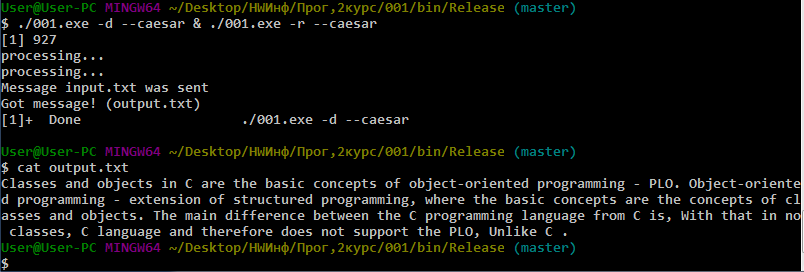 User@User-PC MINGW64 ~/Desktop/HWИнф/Прог,2курс/001/bin/Release (master)
$ ./001.exe -d --caesar & ./001.exe -r --caesar
[1] 927
processing...
processing...
Message input.txt was sent
Got message! (output.txt)
[1]+  Done                    ./001.exe -d --caesar

User@User-PC MINGW64 ~/Desktop/HWИнф/Прог,2курс/001/bin/Release (master)
$ cat output.txt
Classes and objects in C are the basic concepts of object-oriented programming - PLO. Object-oriente
d programming - extension of structured programming, where the basic concepts are the concepts of cl
asses and objects. The main difference between the C programming language from C is, With that in no
 classes, C language and therefore does not support the PLO, Unlike C .
User@User-PC MINGW64 ~/Desktop/HWИнф/Прог,2курс/001/bin/Release (master)
$